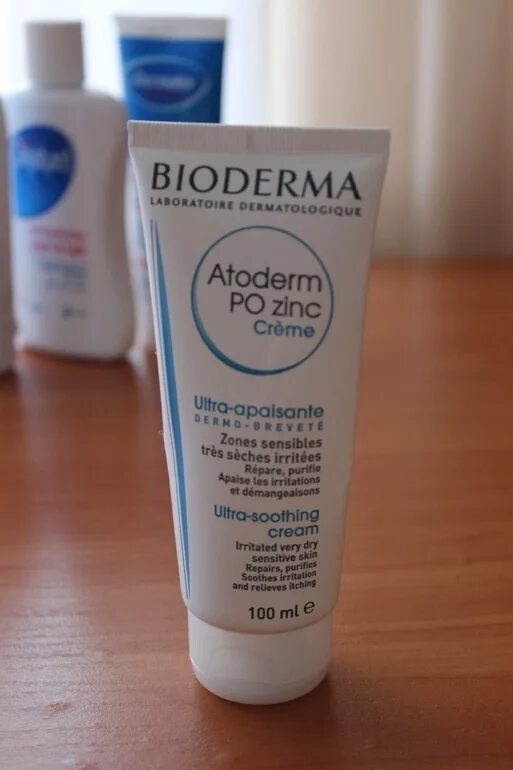 BIODERMA
LABORATOIRE DERMATOLOGIQUE
Atoderm
PO zinc
Crème
Ultra-apaisante
DERMO-BREVETÉ
Zones sensibles
très sèches irritées
Répare, purifie
Apaise les irritations
et démangeaisons
Ultra-soothing
cream
Irritated very dry
sensitive skin
Repairs, purifies
Soothes irritation
and relieves itching
100 ml e